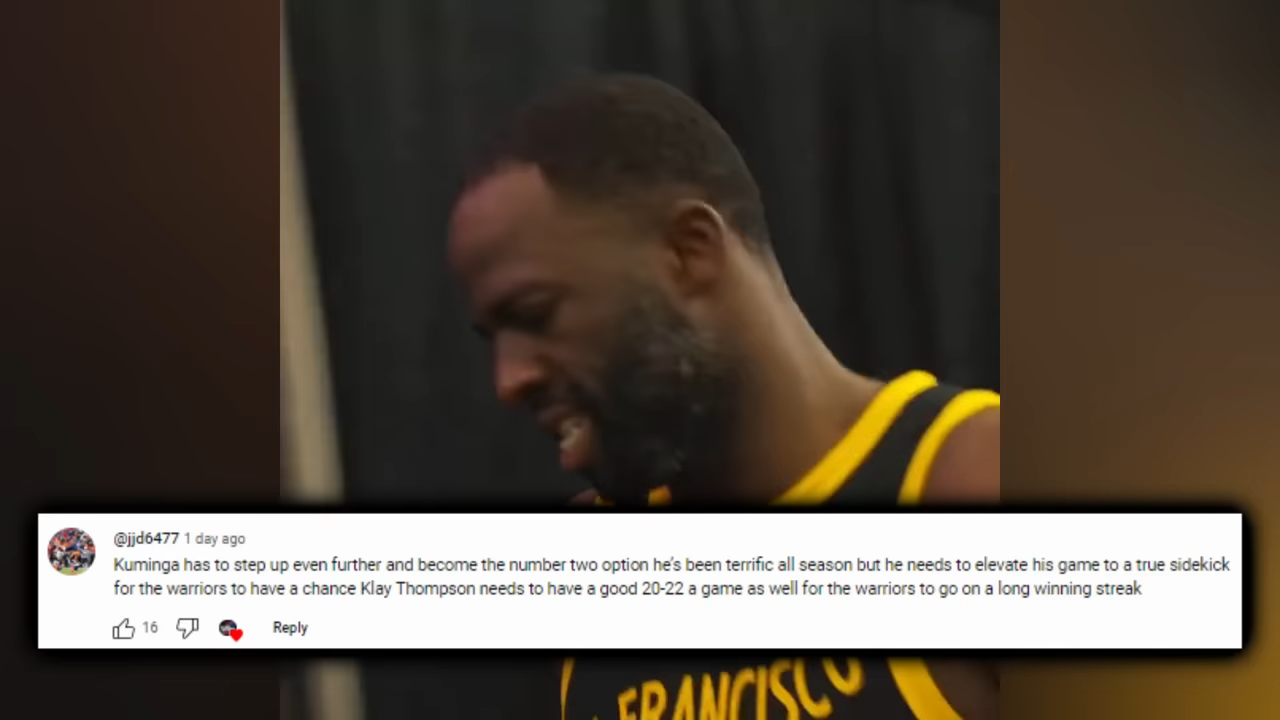 @jjd6477 1 day ago
Kuminga has to step up even further and become the number two option he's been terrific all season but he needs to elevate his game to a true sidekick
for the warriors to have a chance Klay Thompson needs to have a good 20-22 a game as well for the warriors to go on a long winning streak
16 Reply
FRANCISCO